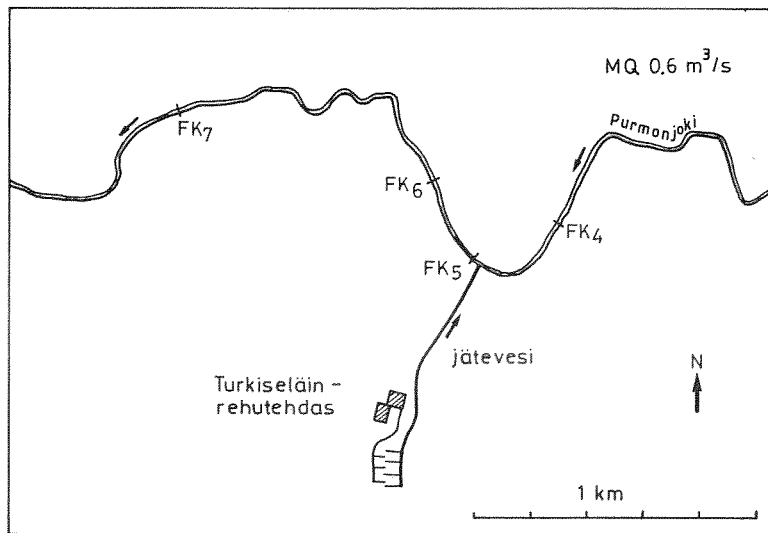 MQ 0.6 m³/s
Purmonjoki
FK7
FK6
FK4
FK5
jätevesi
Turkiseläin-
rehutehdas
N
1 km